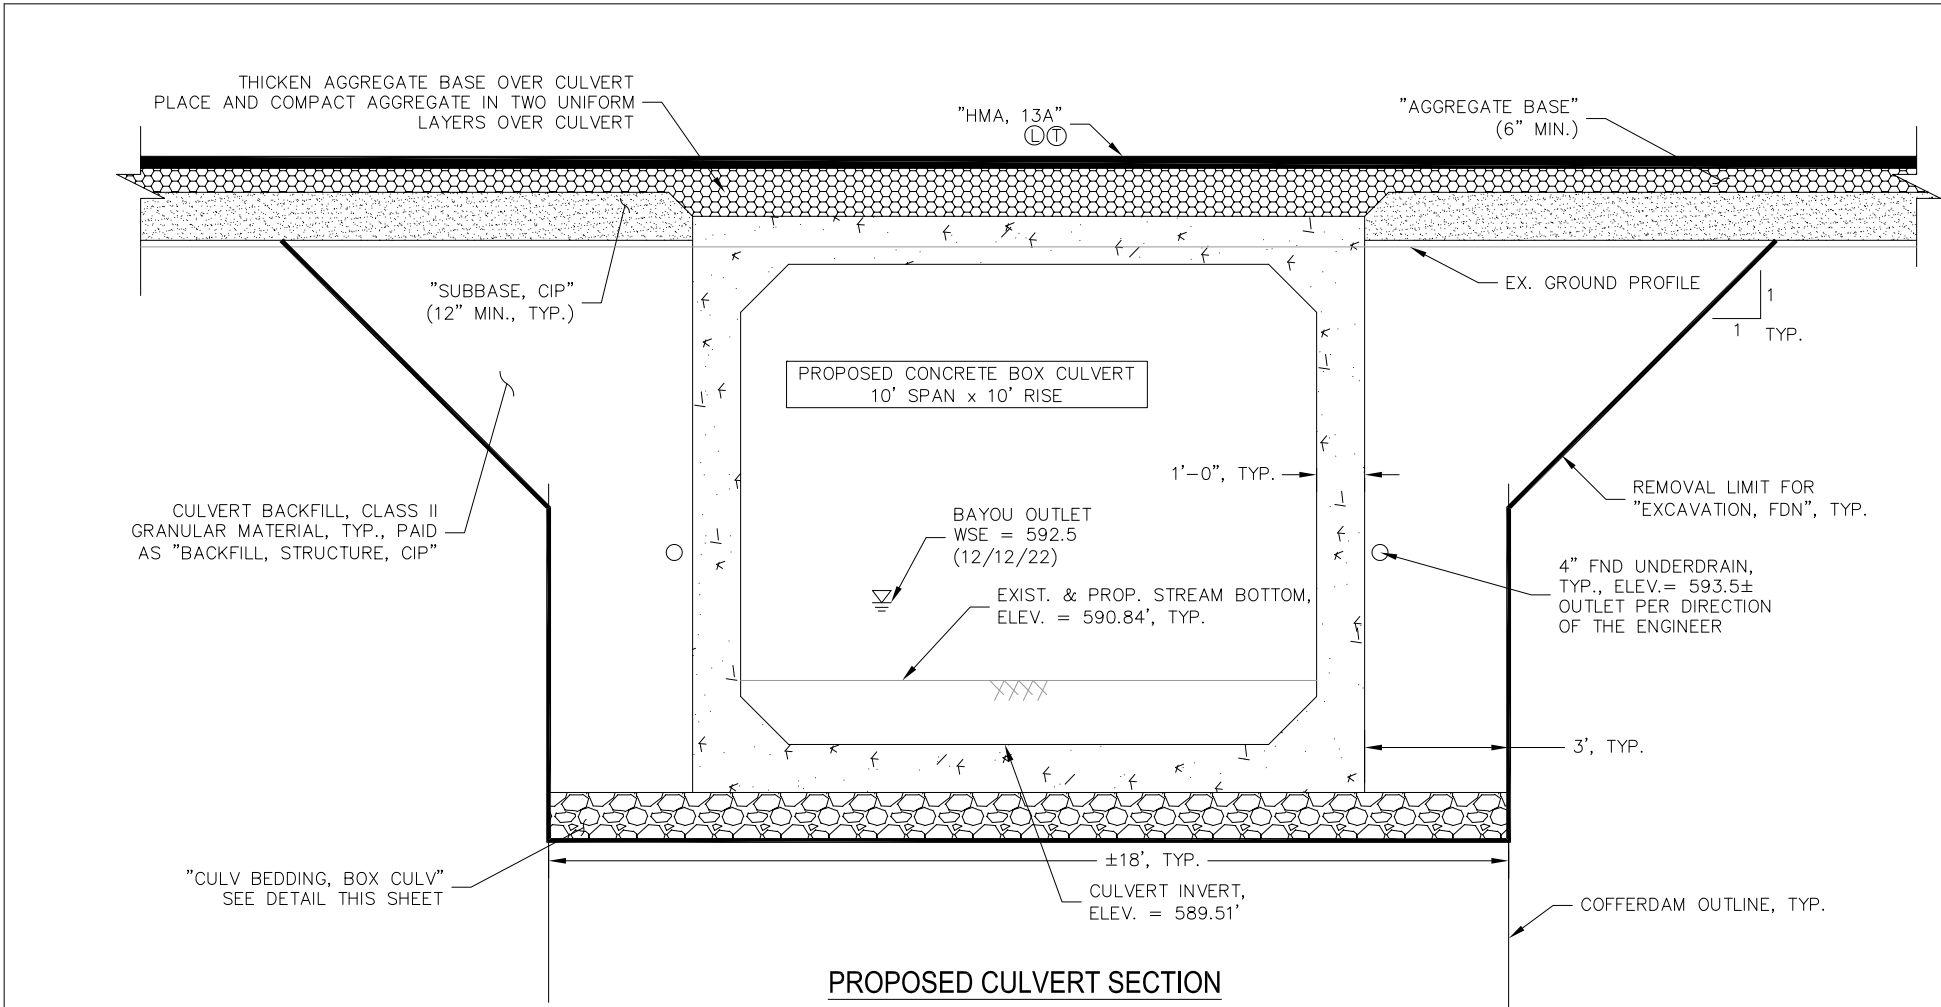 THICKEN AGGREGATE BASE OVER CULVERT
PLACE AND COMPACT AGGREGATE IN TWO UNIFORM
LAYERS OVER CULVERT
"HMA, 13A"
Ⓛ Ⓣ
"AGGREGATE BASE"
(6" MIN.)
"SUBBASE, CIP"
(12" MIN., TYP.)
EX. GROUND PROFILE
1
1
TYP.
PROPOSED CONCRETE BOX CULVERT
10' SPAN x 10' RISE
1'-0", TYP.
CULVERT BACKFILL, CLASS II
GRANULAR MATERIAL, TYP., PAID
AS "BACKFILL, STRUCTURE, CIP"
BAYOU OUTLET
WSE = 592.5
(12/12/22)
REMOVAL LIMIT FOR
"EXCAVATION, FDN", TYP.
EXIST. & PROP. STREAM BOTTOM,
ELEV. = 590.84', TYP.
4" FND UNDERDRAIN,
TYP., ELEV.= 593.5±
OUTLET PER DIRECTION
OF THE ENGINEER
3', TYP.
±18', TYP.
"CULV BEDDING, BOX CULV"
SEE DETAIL THIS SHEET
CULVERT INVERT,
ELEV. = 589.51'
COFFERDAM OUTLINE, TYP.
PROPOSED CULVERT SECTION